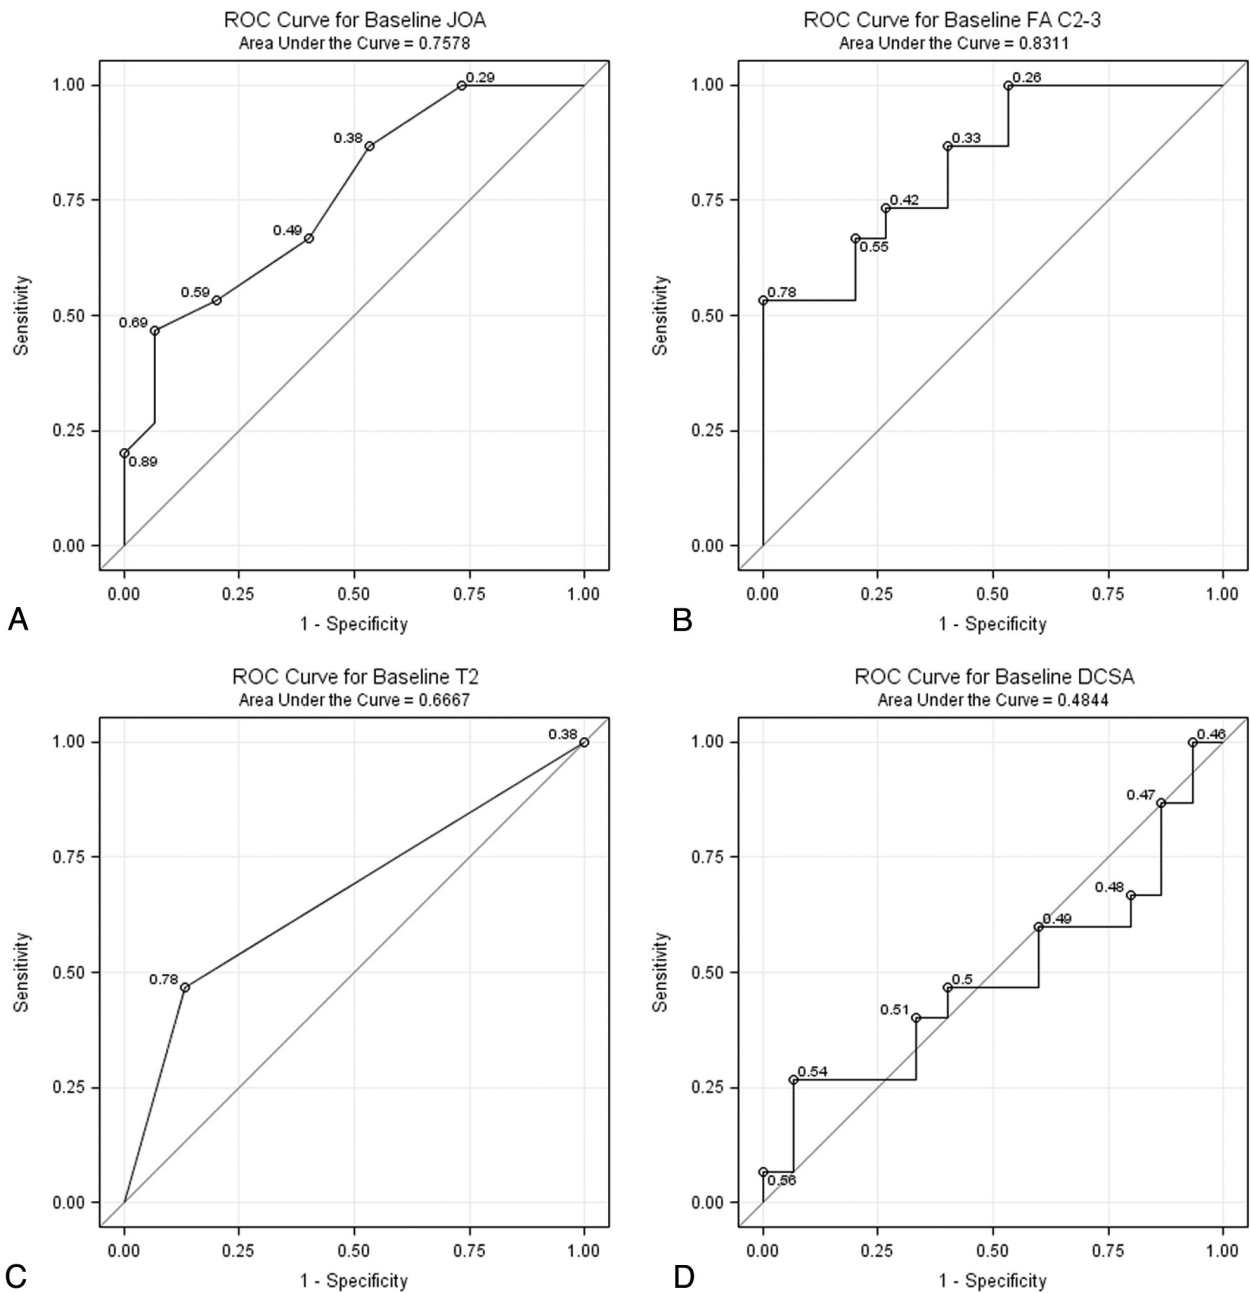 ROC Curve for Baseline JOA
Area Under the Curve = 0.7578
1.00
0.75
0.50
0.25
0.00
Sensitivity
0.29
0.38
0.49
0.59
0.69
0.89
0.00 0.25 0.50 0.75 1.00
1 - Specificity
A
ROC Curve for Baseline FA C2-3
Area Under the Curve = 0.8311
1.00
0.75
0.50
0.25
0.00
Sensitivity
0.26
0.33
0.42
0.55
0.78
0.00 0.25 0.50 0.75 1.00
1 - Specificity
B
ROC Curve for Baseline T2
Area Under the Curve = 0.6667
1.00
0.75
0.50
0.25
0.00
Sensitivity
0.38
0.78
0.00 0.25 0.50 0.75 1.00
1 - Specificity
C
ROC Curve for Baseline DCSA
Area Under the Curve = 0.4844
1.00
0.75
0.50
0.25
0.00
Sensitivity
0.46
0.47
0.48
0.49
0.5
0.51
0.54
0.56
0.00 0.25 0.50 0.75 1.00
1 - Specificity
D